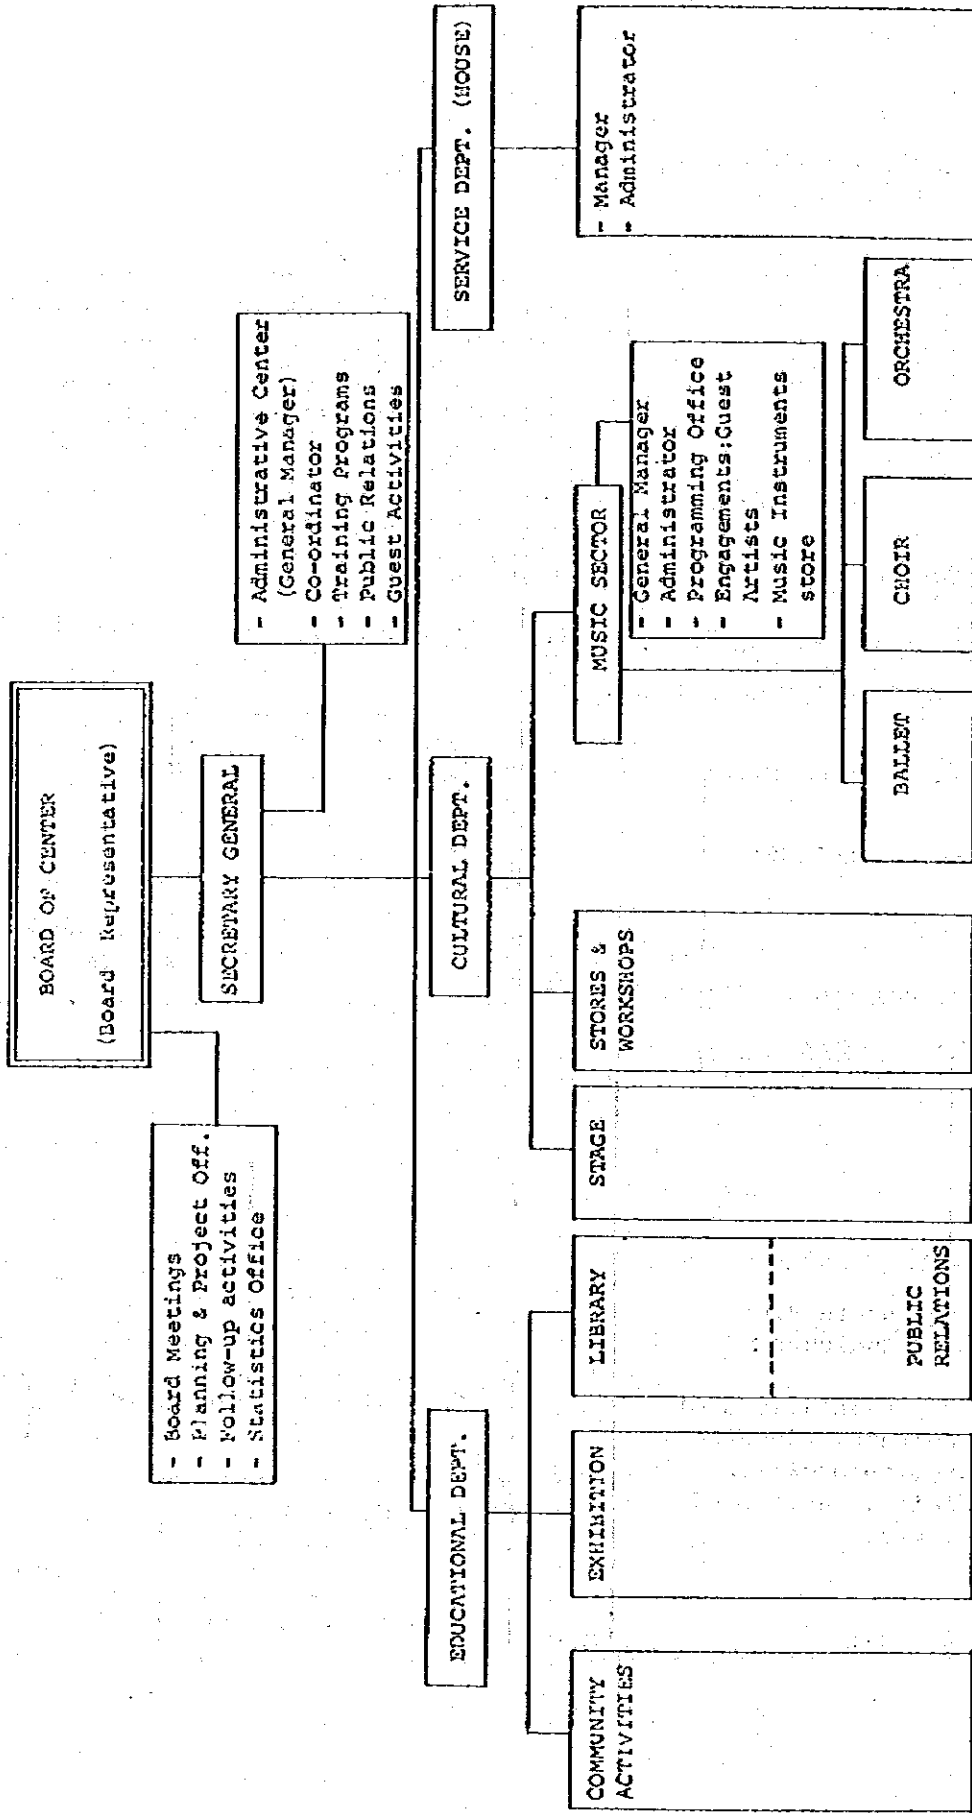 BOARD OF CENTER
(Board Representative)
- Board Meetings
- Planning & Project Off.
- Follow-up activities
- Statistics Office
SECRETARY GENERAL
- Administrative Center
(General Manager)
- Co-ordinator
- Training Programs
- Public Relations
- Guest Activities
EDUCATIONAL DEPT.
CULTURAL DEPT.
SERVICE DEPT. (HOUSE)
COMMUNITY
ACTIVITIES
EXHIBITION
LIBRARY
PUBLIC
RELATIONS
STAGE
STORES &
WORKSHOPS
MUSIC SECTOR
- General Manager
- Administrator
- Programming Office
- Engagements:Guest
Artists
- Music Instruments
store
- Manager
- Administrator
BALLET
CHOIR
ORCHESTRA